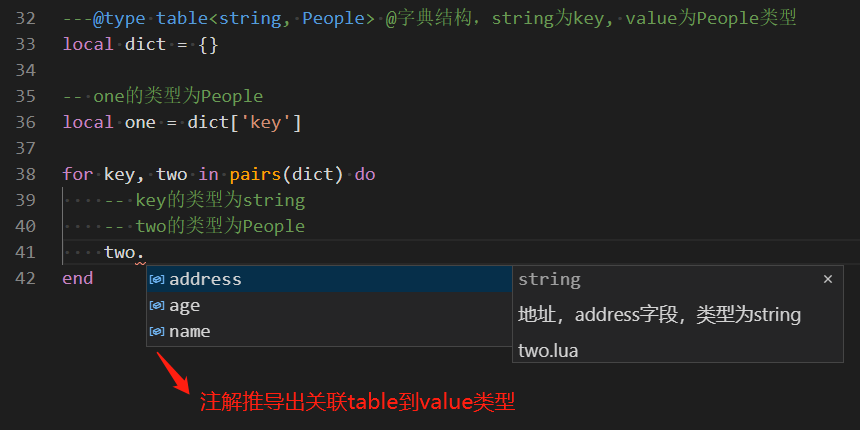 32 ---@type table<string, People> @字典结构，string为key, value为People类型
33 local dict = {}
34
35 -- one的类型为People
36 local one = dict['key']
37
38 for key, two in pairs(dict) do
39 -- key的类型为string
40 -- two的类型为People
41 two.
42 end
address
age
name
string ×
地址，address字段，类型为string
two.lua
注解推导出关联table到value类型